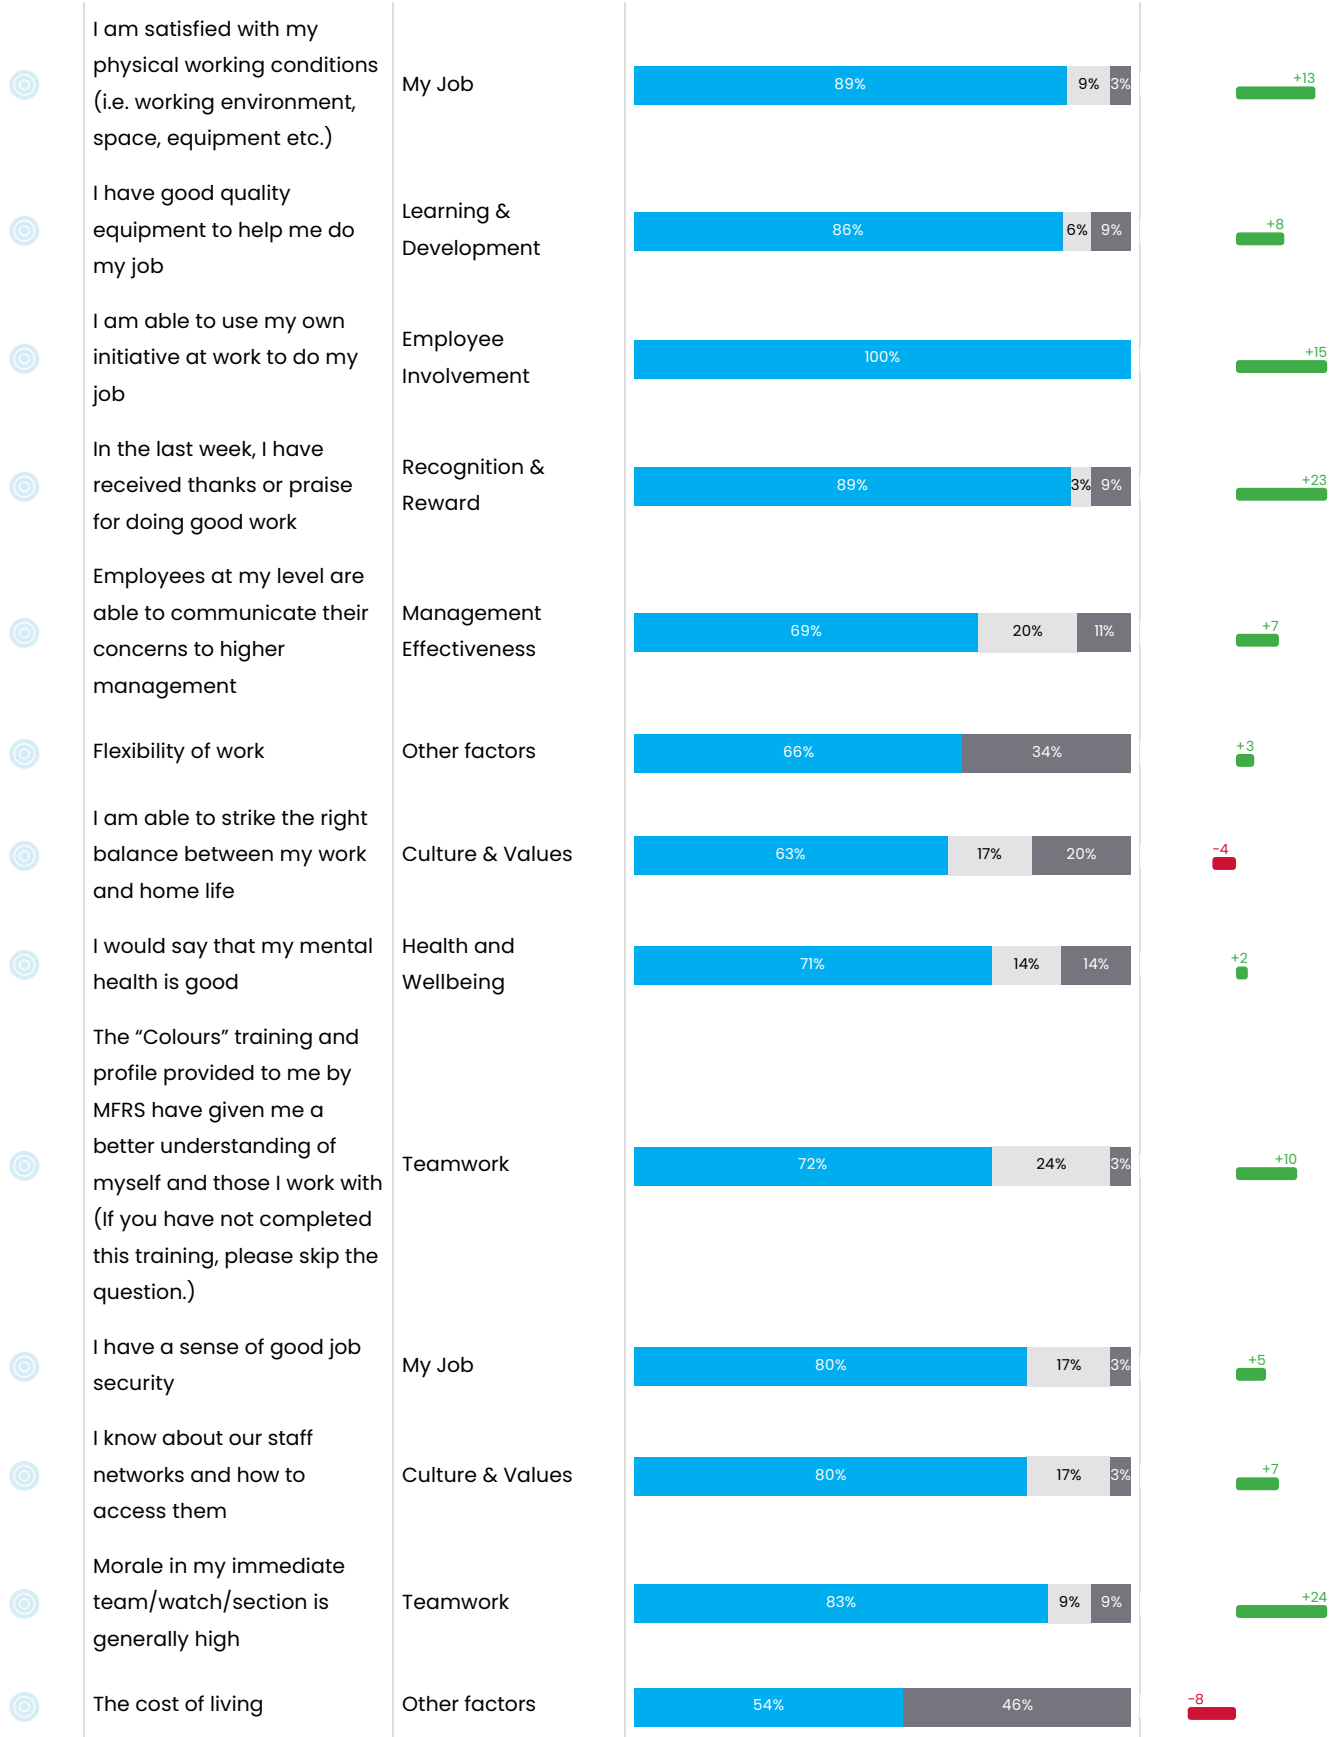 I am satisfied with my
physical working conditions
(i.e. working environment,
space, equipment etc.)
My Job
89% 9% 3%
+13
I have good quality
equipment to help me do
my job
Learning &
Development
86% 6% 9%
+8
I am able to use my own
initiative at work to do my
job
Employee
Involvement
100%
+15
In the last week, I have
received thanks or praise
for doing good work
Recognition &
Reward
89% 3% 9%
+23
Employees at my level are
able to communicate their
concerns to higher
management
Management
Effectiveness
69% 20% 11%
+7
Flexibility of work
Other factors
66% 34%
+3
I am able to strike the right
balance between my work
and home life
Culture & Values
63% 17% 20%
-4
I would say that my mental
health is good
Health and
Wellbeing
71% 14% 14%
+2
The “Colours” training and
profile provided to me by
MFRS have given me a
better understanding of
myself and those I work with
(If you have not completed
this training, please skip the
question.)
Teamwork
72% 24% 3%
+10
I have a sense of good job
security
My Job
80% 17% 3%
+5
I know about our staff
networks and how to
access them
Culture & Values
80% 17% 3%
+7
Morale in my immediate
team/watch/section is
generally high
Teamwork
83% 9% 9%
+24
The cost of living
Other factors
54% 46%
-8